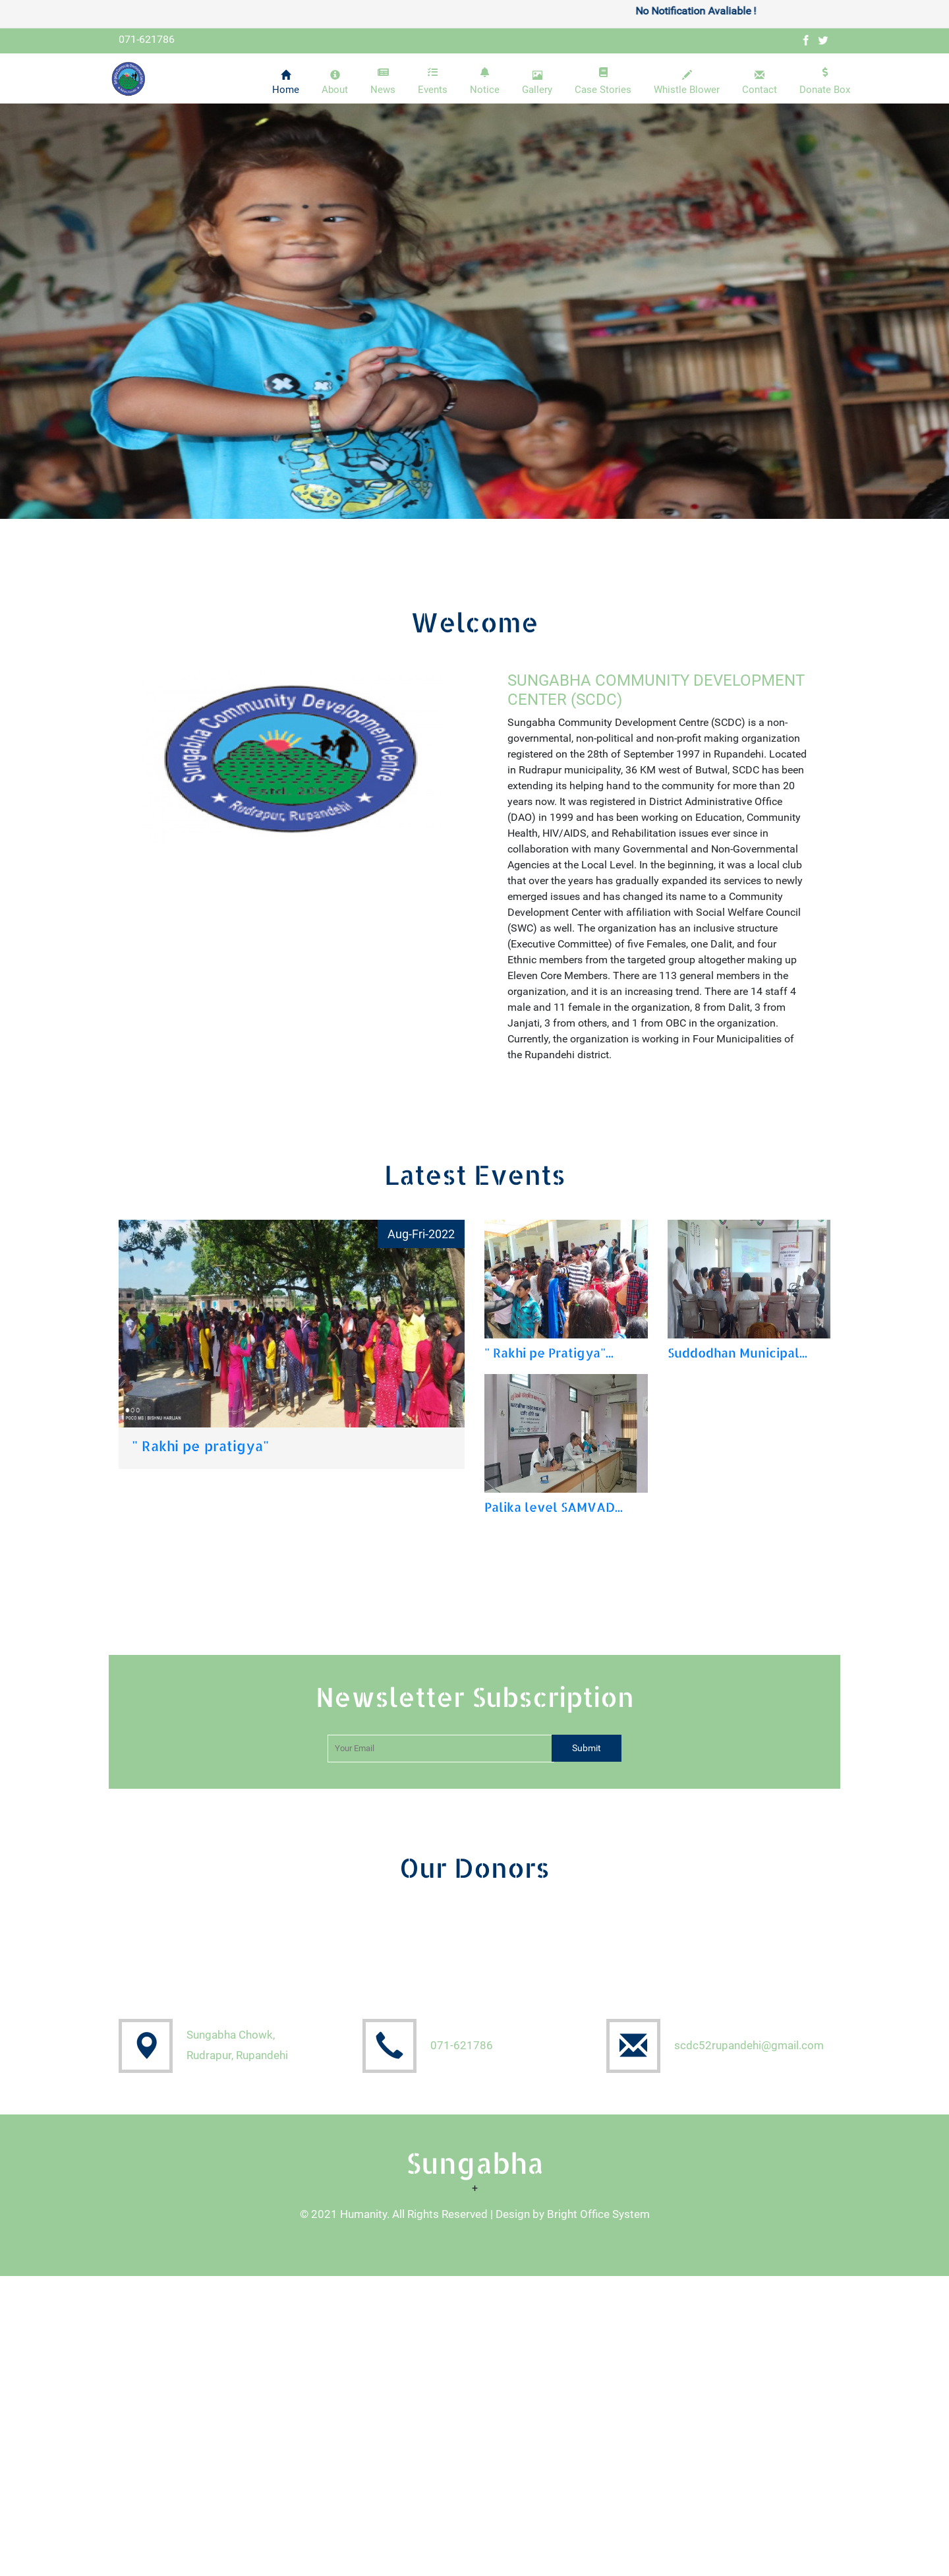 No Notification Avaliable !
071-621786
Home About News Events Notice Gallery Case Stories Whistle Blower Contact Donate Box
Welcome
Sungabha Community Development Centre
Estd. 2052
Rudrapur, Rupandehi
SUNGABHA COMMUNITY DEVELOPMENT
CENTER (SCDC)
Sungabha Community Development Centre (SCDC) is a non-
governmental, non-political and non-profit making organization
registered on the 28th of September 1997 in Rupandehi. Located
in Rudrapur municipality, 36 KM west of Butwal, SCDC has been
extending its helping hand to the community for more than 20
years now. It was registered in District Administrative Office
(DAO) in 1999 and has been working on Education, Community
Health, HIV/AIDS, and Rehabilitation issues ever since in
collaboration with many Governmental and Non-Governmental
Agencies at the Local Level. In the beginning, it was a local club
that over the years has gradually expanded its services to newly
emerged issues and has changed its name to a Community
Development Center with affiliation with Social Welfare Council
(SWC) as well. The organization has an inclusive structure
(Executive Committee) of five Females, one Dalit, and four
Ethnic members from the targeted group altogether making up
Eleven Core Members. There are 113 general members in the
organization, and it is an increasing trend. There are 14 staff 4
male and 11 female in the organization, 8 from Dalit, 3 from
Janjati, 3 from others, and 1 from OBC in the organization.
Currently, the organization is working in Four Municipalities of
the Rupandehi district.
Latest Events
Aug-Fri-2022
POCO M2 | BISHNU HARIJAN
" Rakhi pe pratigya"
" Rakhi pe Pratigya"...
Suddodhan Municipal...
Palika level SAMVAD...
Newsletter Subscription
Your Email
Submit
Our Donors
Sungabha Chowk,
Rudrapur, Rupandehi
071-621786
scdc52rupandehi@gmail.com
Sungabha
+
© 2021 Humanity. All Rights Reserved | Design by Bright Office System